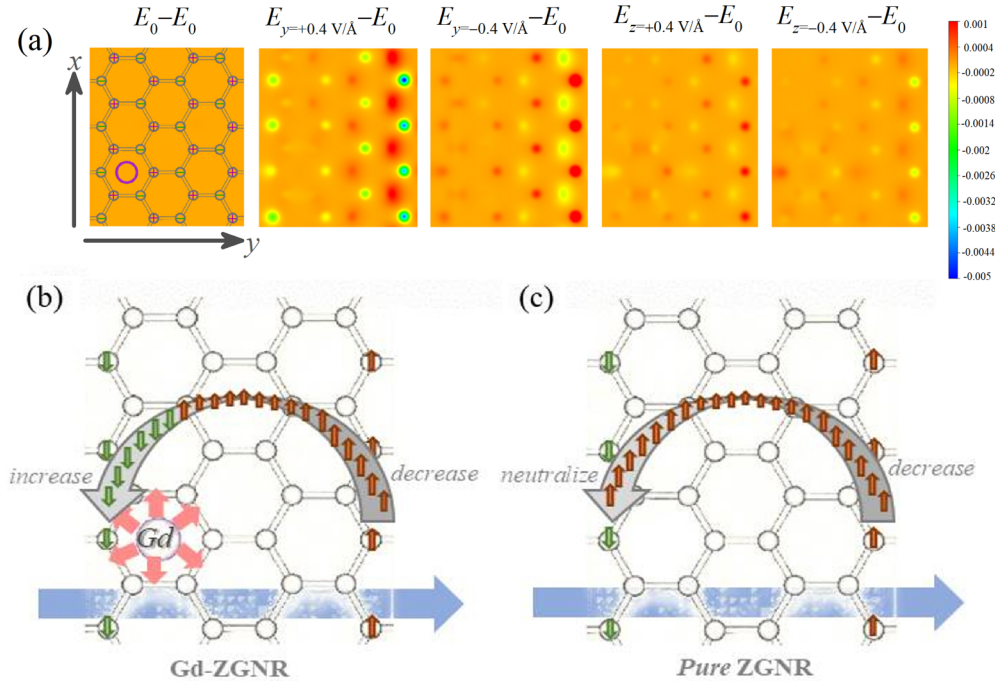 (a)
E0−E0
Ey=+0.4 V/Å−E0
Ey=−0.4 V/Å−E0
Ez=+0.4 V/Å−E0
Ez=−0.4 V/Å−E0
x
y
0.001
0.0004
-0.0002
-0.0008
-0.0014
-0.002
-0.0026
-0.0032
-0.0038
-0.0044
-0.005
(b)
increase
decrease
Gd
Gd-ZGNR
(c)
neutralize
decrease
Pure ZGNR